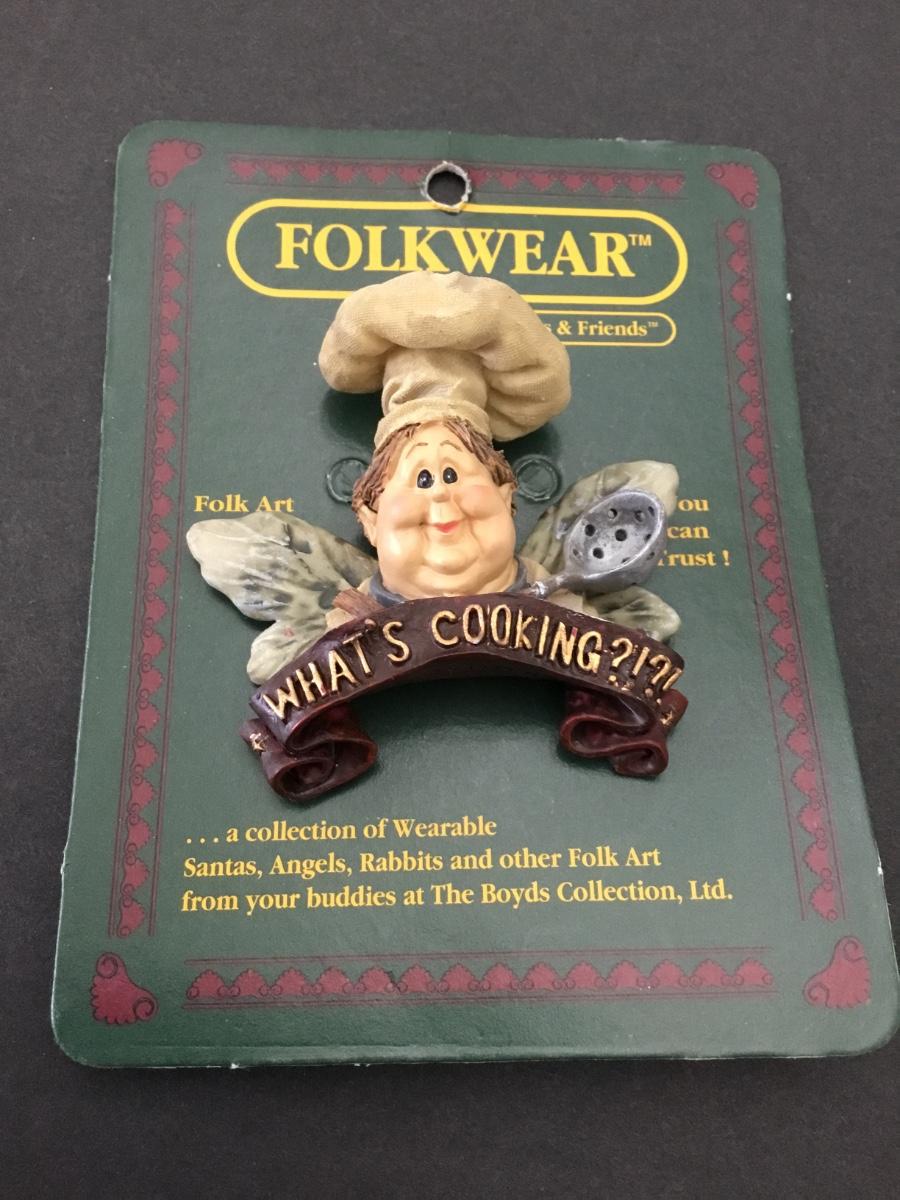 FOLKWEAR™
& Friends™
Folk Art
can
Trust !
WHAT'S COOKING?!?!
. . . a collection of Wearable
Santas, Angels, Rabbits and other Folk Art
from your buddies at The Boyds Collection, Ltd.